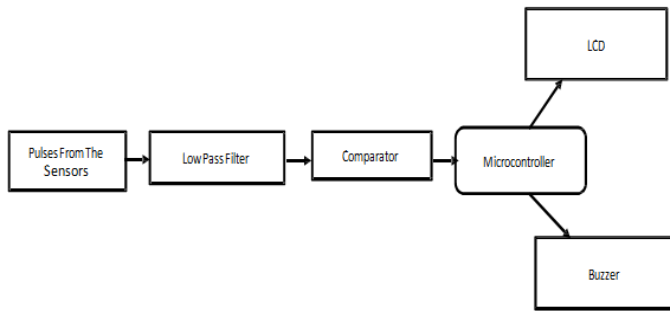 LCD
Pulses From The
Sensors
Low Pass Filter
Comparator
Microcontroller
Buzzer